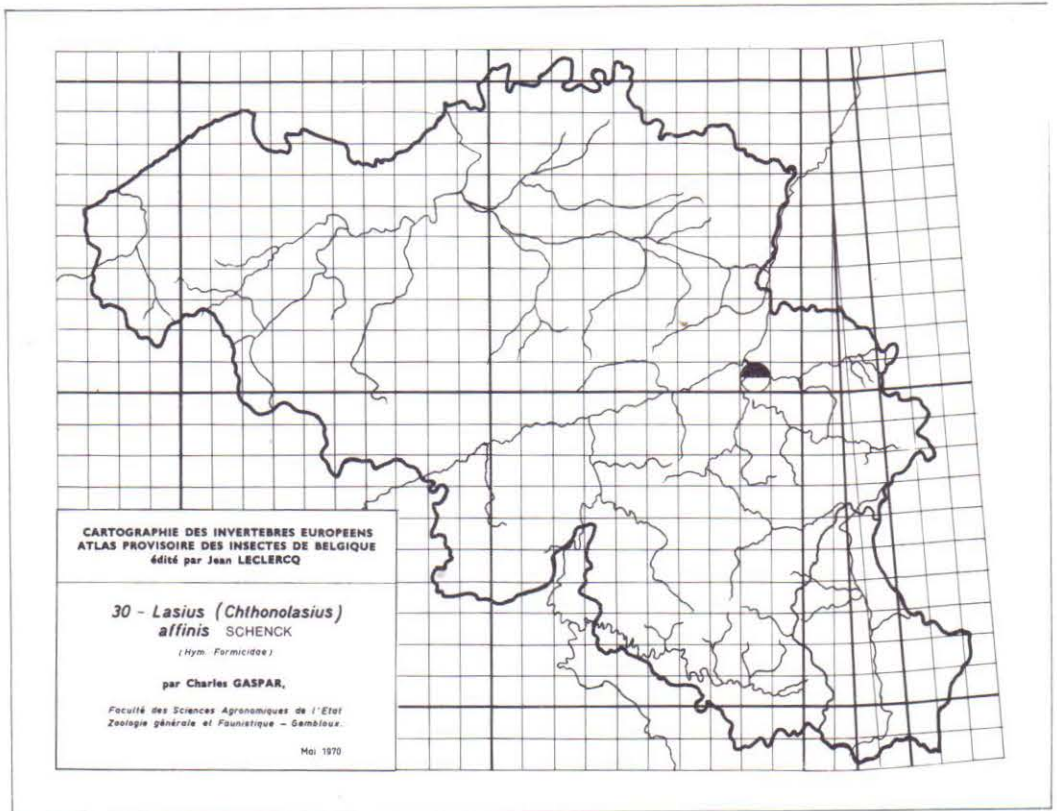 CARTOGRAPHIE DES INVERTEBRES EUROPEENS
ATLAS PROVISOIRE DES INSECTES DE BELGIQUE
édité par Jean LECLERCQ
30 - Lasius (Chthonolasius)
affinis SCHENCK
(Hym. Formicidae)
par Charles GASPAR,
Faculté des Sciences Agronomiques de l'Etat
Zoologie générale et Faunistique - Gembloux.
Mai 1970